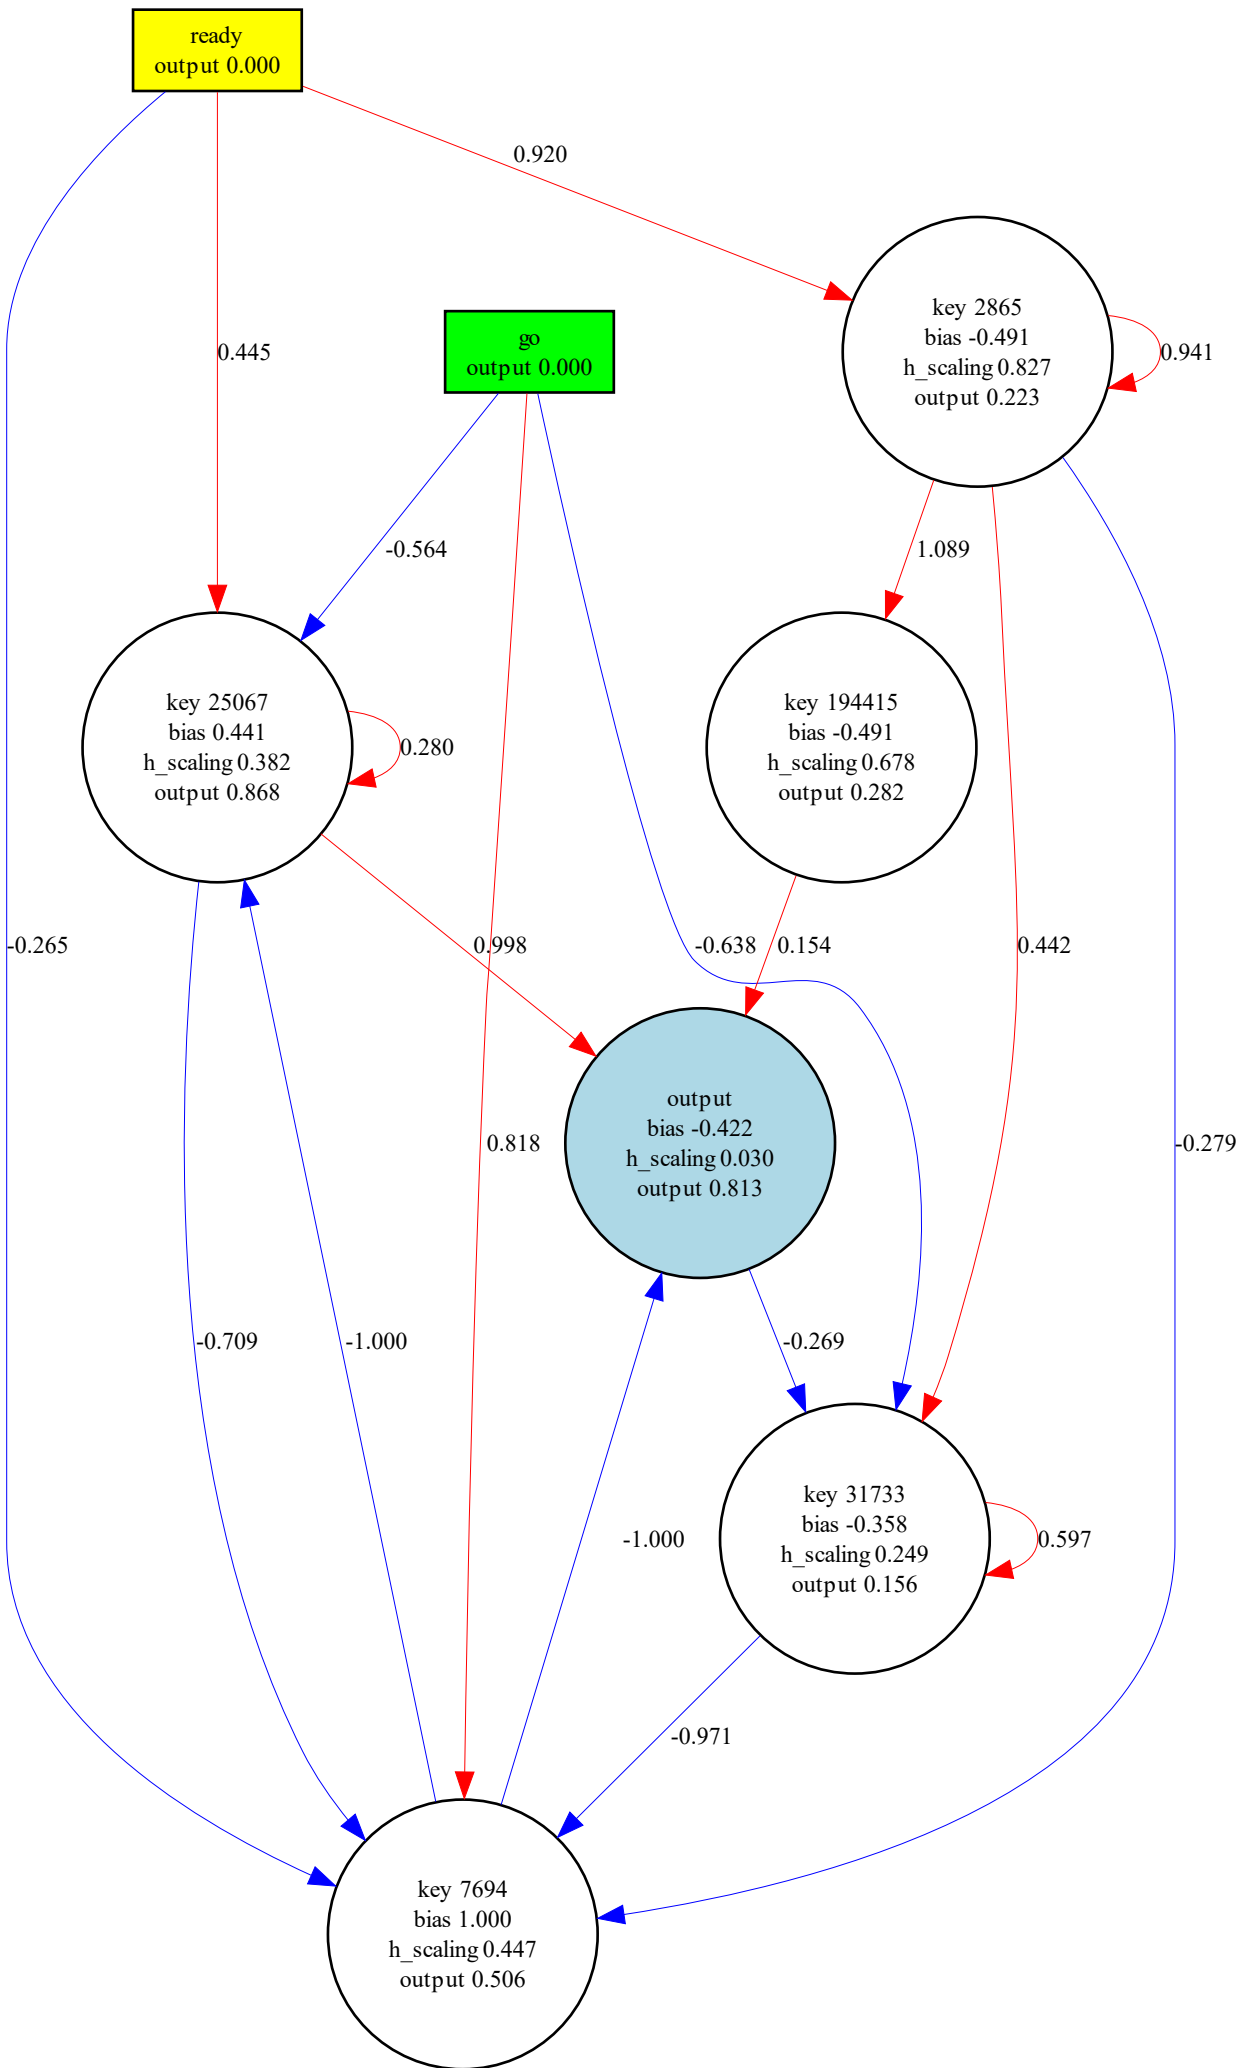 ready
output 0.000
0.920
key 2865
bias -0.491
h_scaling 0.827
output 0.223
0.941
go
output 0.000
0.445
-0.564
1.089
key 25067
bias 0.441
h_scaling 0.382
output 0.868
0.280
key 194415
bias -0.491
h_scaling 0.678
output 0.282
-0.265
0.998
-0.638
0.154
0.442
output
bias -0.422
h_scaling 0.030
output 0.813
0.818
-0.279
-0.709
-1.000
-0.269
key 31733
bias -0.358
h_scaling 0.249
output 0.156
0.597
-1.000
-0.971
key 7694
bias 1.000
h_scaling 0.447
output 0.506